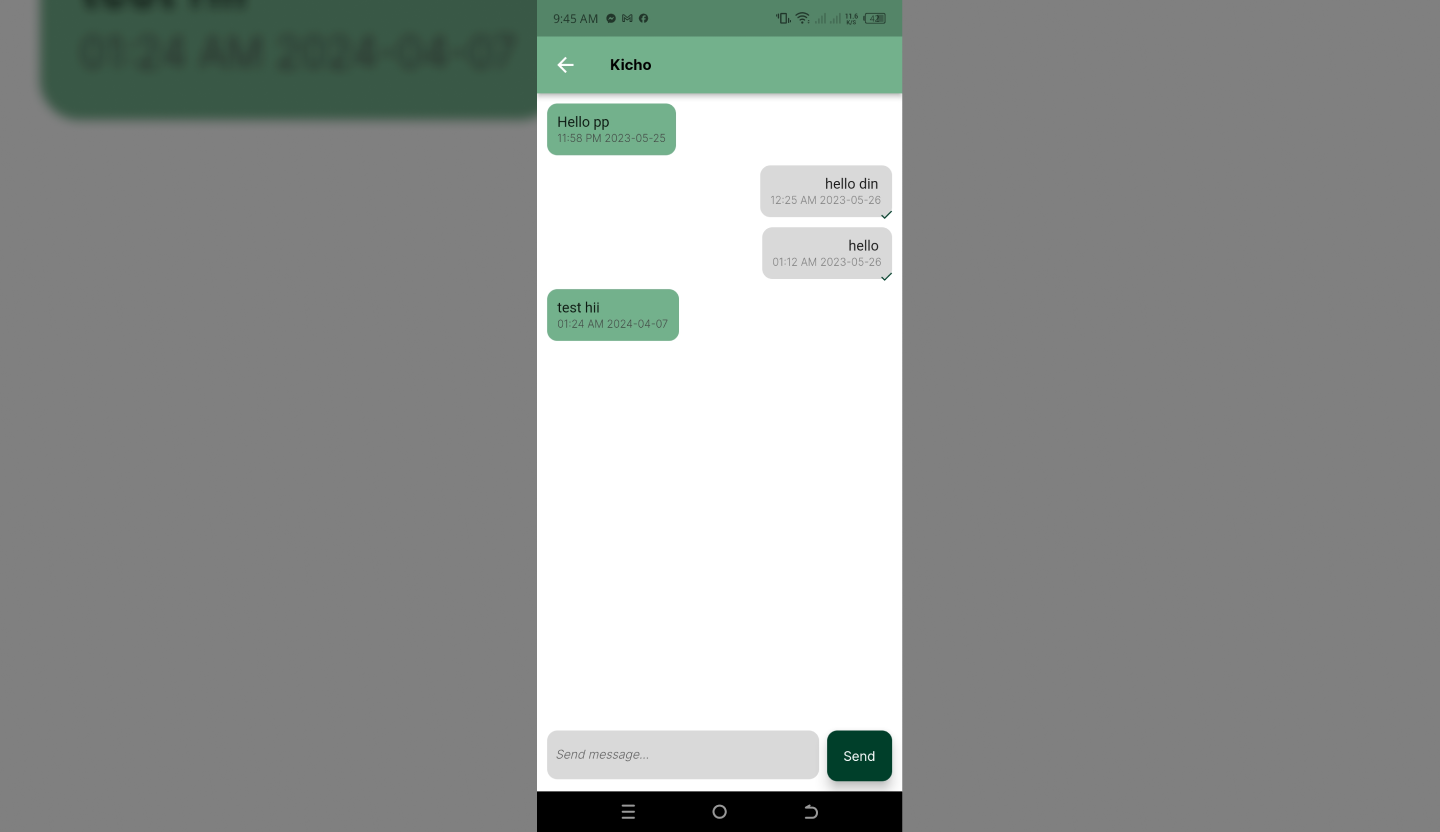 01:24 AM 2024-04-07
9:45 AM
11.6
K/S
Kicho
Hello pp
11:58 PM 2023-05-25
hello din
12:25 AM 2023-05-26
hello
01:12 AM 2023-05-26
test hii
01:24 AM 2024-04-07
Send message...
Send